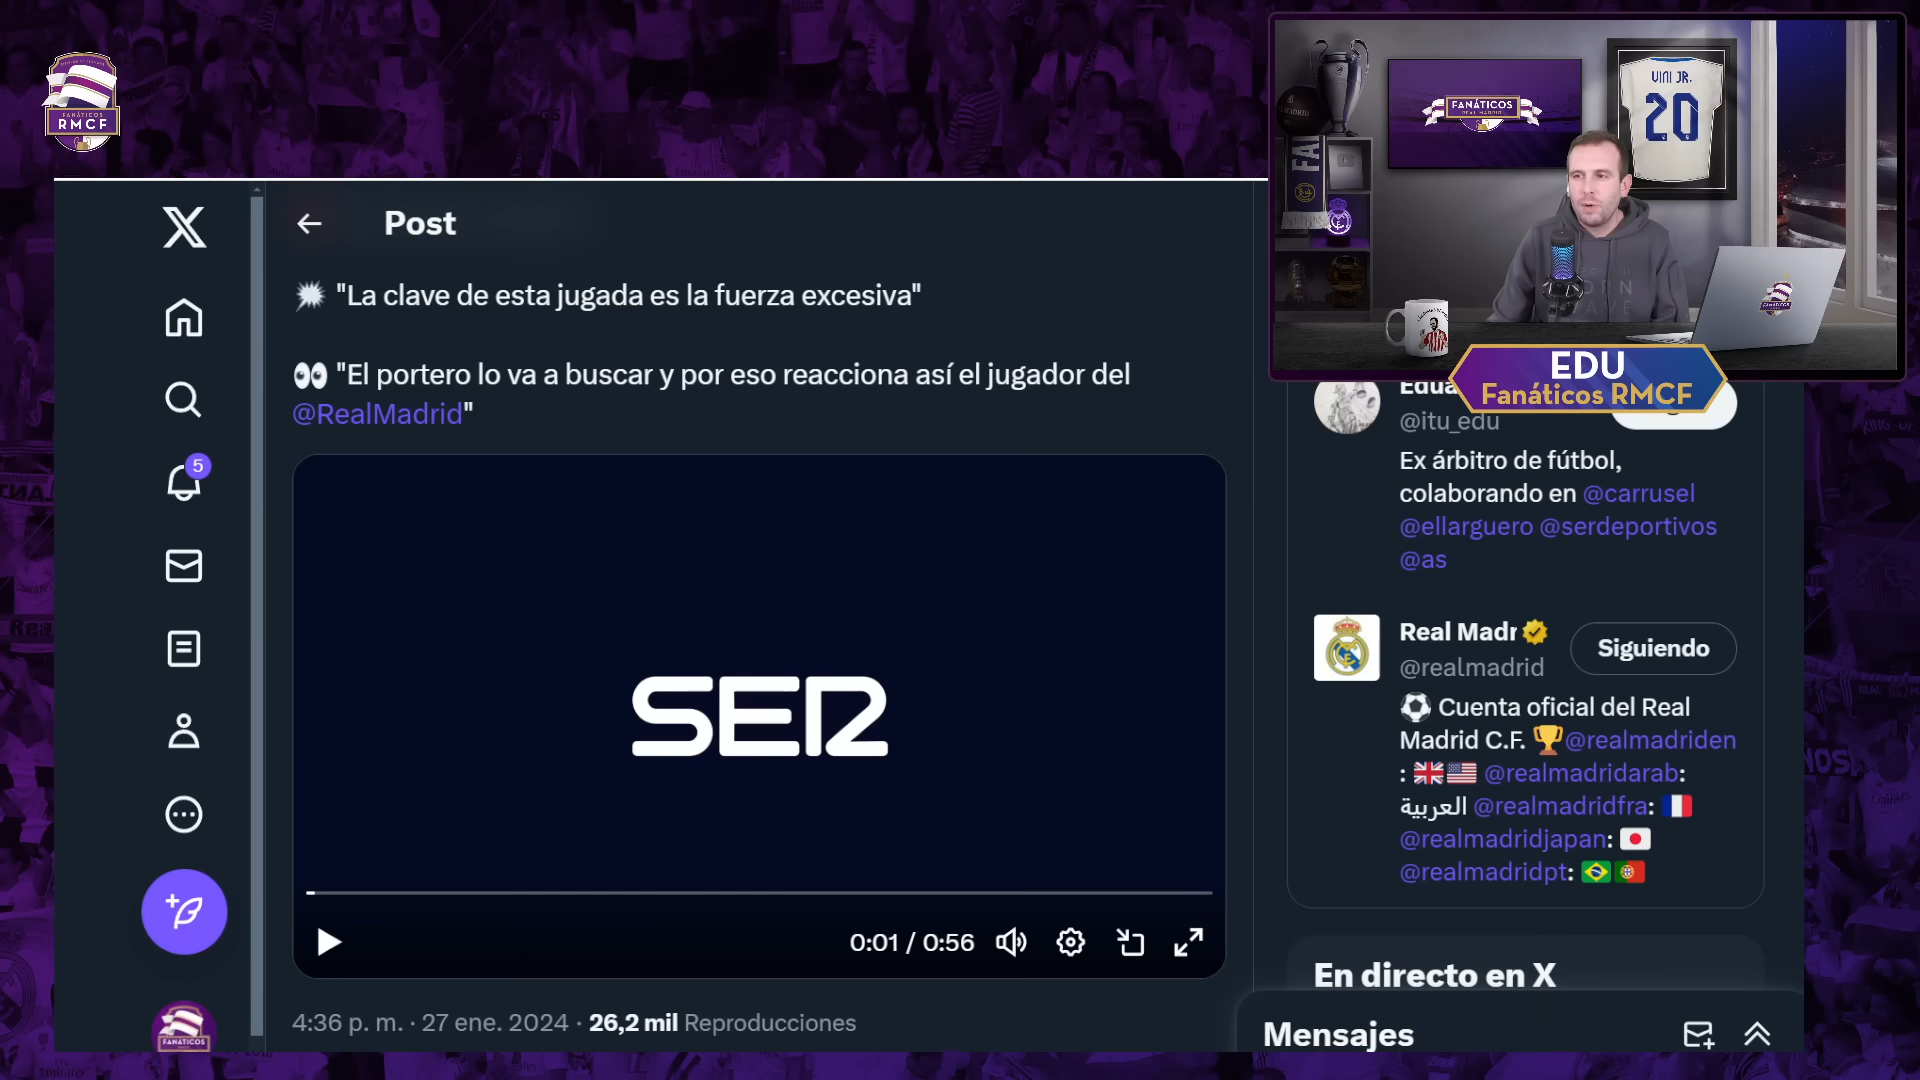 FANÁTICOS
RMCF
Post
"La clave de esta jugada es la fuerza excesiva"
"El portero lo va a buscar y por eso reacciona así el jugador del
@RealMadrid"
SER
0:01 / 0:56
4:36 p. m. · 27 ene. 2024 · 26,2 mil Reproducciones
5
FANÁTICOS
FANÁTICOS
REAL MADRID
VINI JR.
20
FA
EDU
Fanáticos RMCF
Edua
@itu_edu
Ex árbitro de fútbol,
colaborando en @carrusel
@ellarguero @serdeportivos
@as
Real Madr
@realmadrid
Siguiendo
Cuenta oficial del Real
Madrid C.F. @realmadriden
: @realmadridarab:
العربية @realmadridfra:
@realmadridjapan:
@realmadridpt:
En directo en X
Mensajes